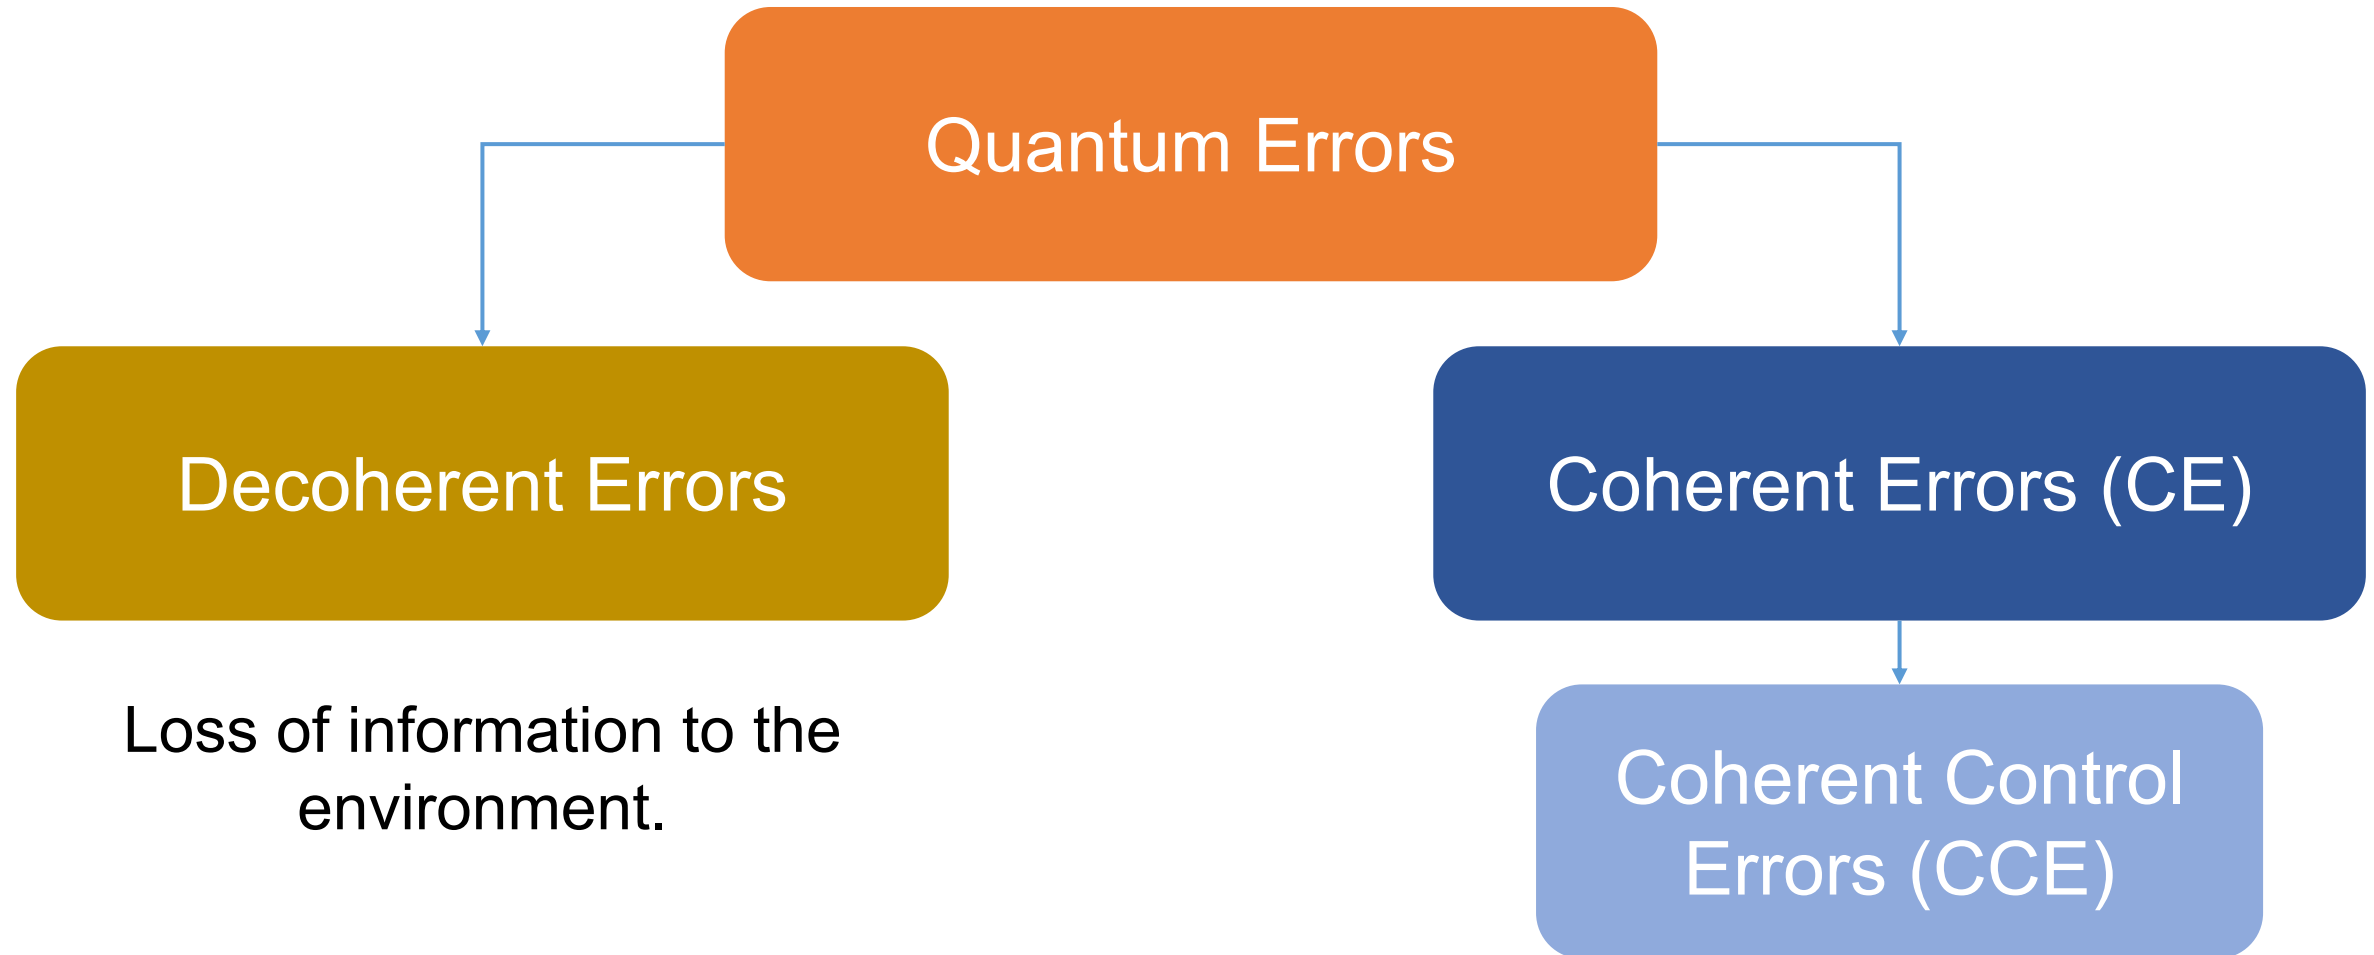 Quantum Errors
Decoherent Errors
Coherent Errors (CE)
Loss of information to the
environment.
Coherent Control
Errors (CCE)